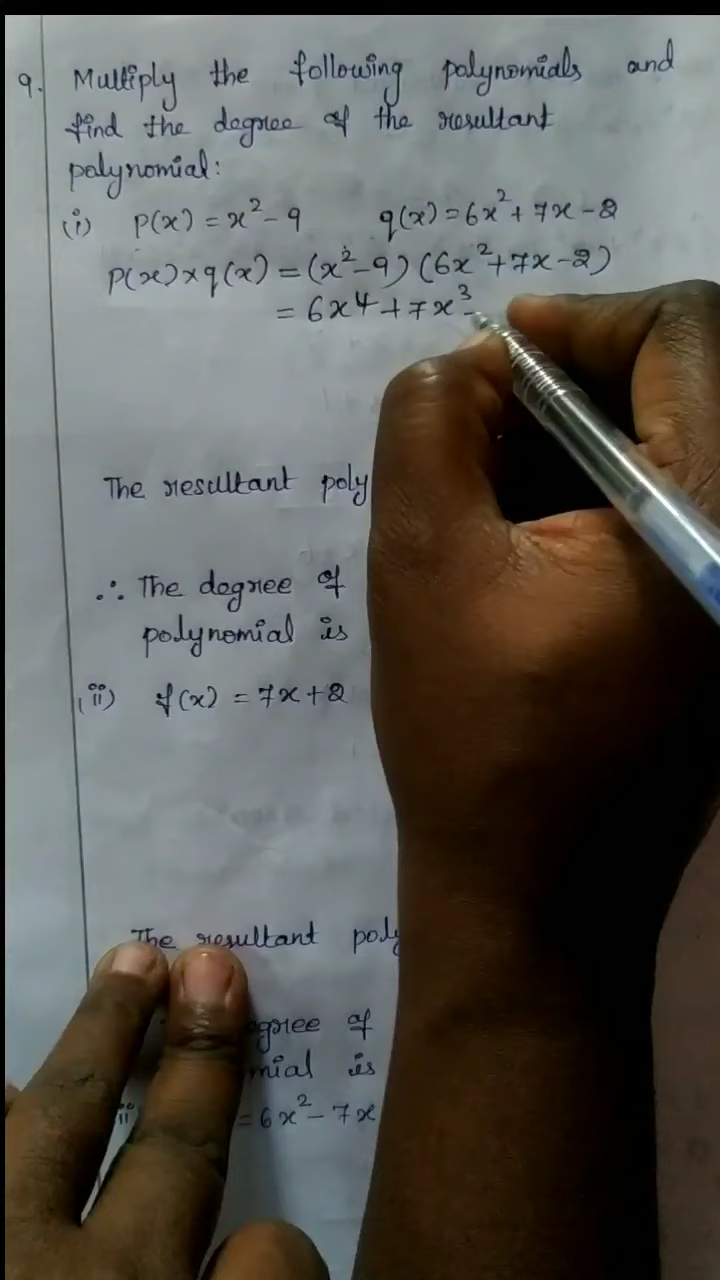 9. Multiply the following polynomials and
find the degree of the resultant
polynomial:
(i) P(x) = x² - 9 q(x) = 6x² + 7x - 2
P(x) × q(x) = (x² - 9) (6x² + 7x - 2)
= 6x⁴ + 7x³ -
The resultant poly
∴ The degree of
polynomial is
(ii) f(x) = 7x + 2
The resultant poly
gree of
mial is
= 6x² - 7x